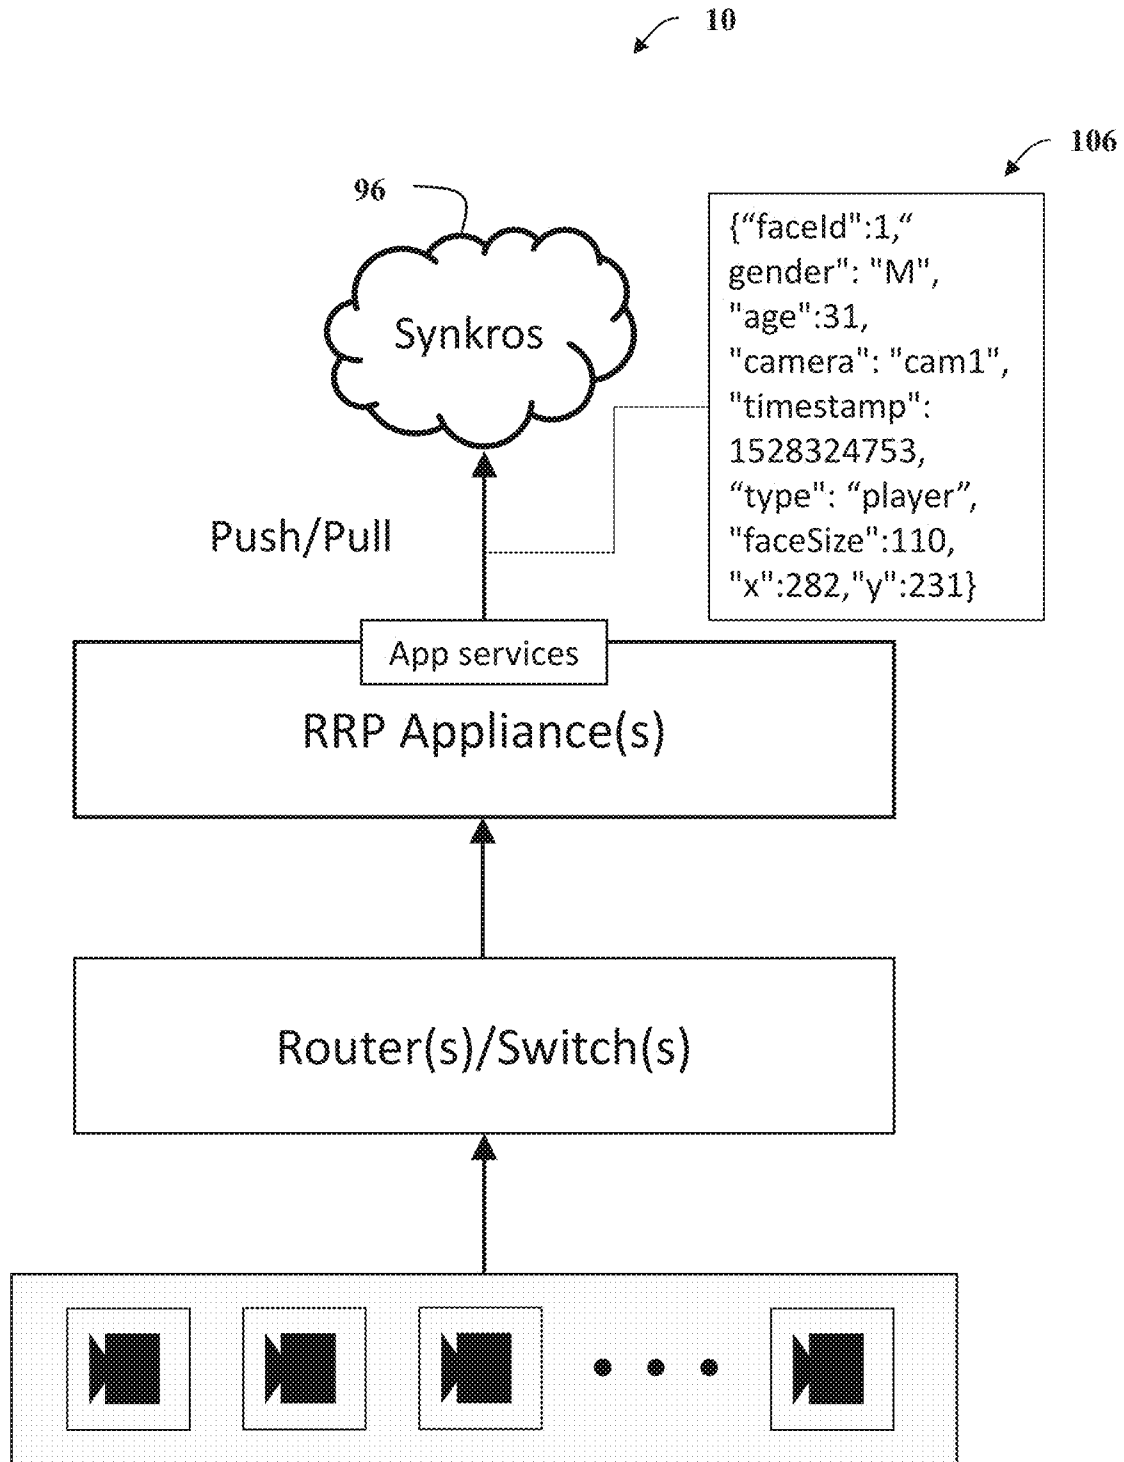 10
106
96
{“faceId":1,“
gender": "M",
"age":31,
"camera": "cam1",
"timestamp":
1528324753,
“type": “player”,
"faceSize":110,
"x":282,"y":231}
Synkros
Push/Pull
App services
RRP Appliance(s)
Router(s)/Switch(s)